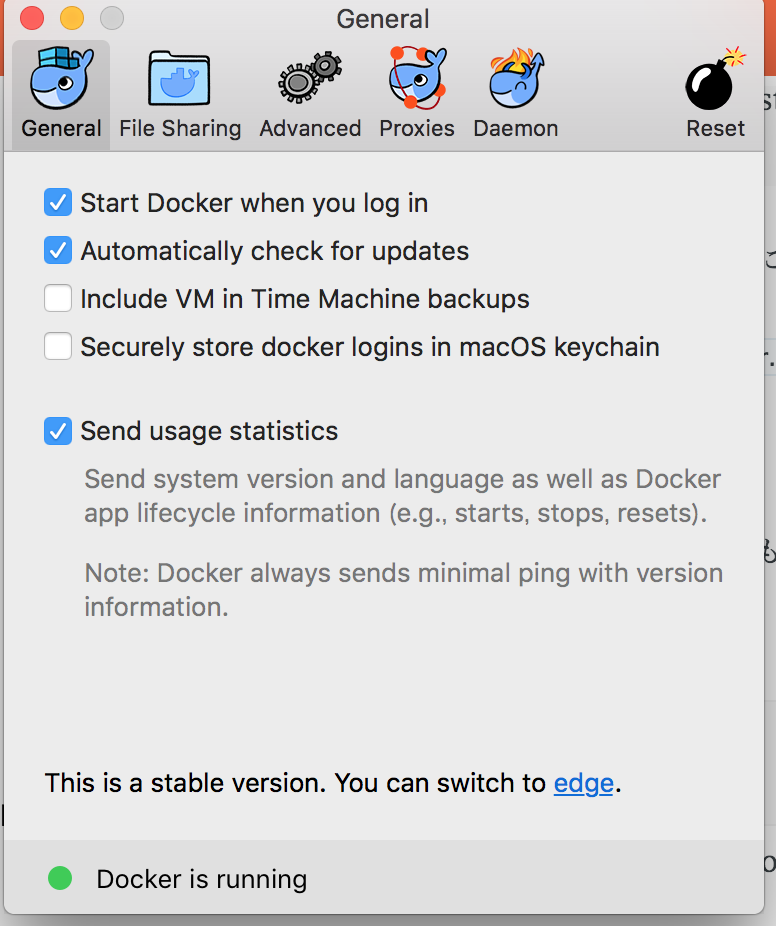 General
General File Sharing Advanced Proxies Daemon Reset
Start Docker when you log in
Automatically check for updates
Include VM in Time Machine backups
Securely store docker logins in macOS keychain
Send usage statistics
Send system version and language as well as Docker
app lifecycle information (e.g., starts, stops, resets).
Note: Docker always sends minimal ping with version
information.
This is a stable version. You can switch to edge.
Docker is running